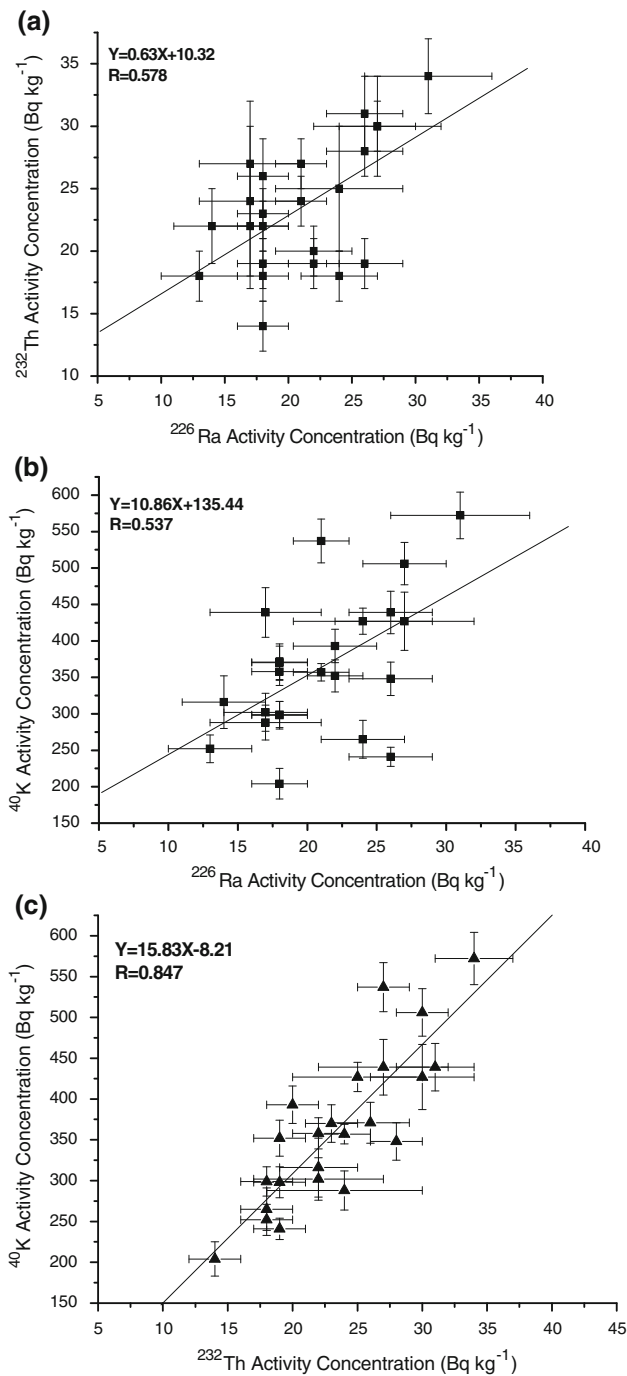 (a)
Y=0.63X+10.32
R=0.578
35
30
25
20
15
10
5 10 15 20 25 30 35 40
²³²Th Activity Concentration (Bq kg⁻¹)
²²⁶Ra Activity Concentration (Bq kg⁻¹)
(b)
Y=10.86X+135.44
R=0.537
600
550
500
450
400
350
300
250
200
150
5 10 15 20 25 30 35 40
⁴⁰K Activity Concentration (Bq kg⁻¹)
²²⁶Ra Activity Concentration (Bq kg⁻¹)
(c)
Y=15.83X-8.21
R=0.847
600
550
500
450
400
350
300
250
200
150
5 10 15 20 25 30 35 40 45
⁴⁰K Activity Concentration (Bq kg⁻¹)
²³²Th Activity Concentration (Bq kg⁻¹)